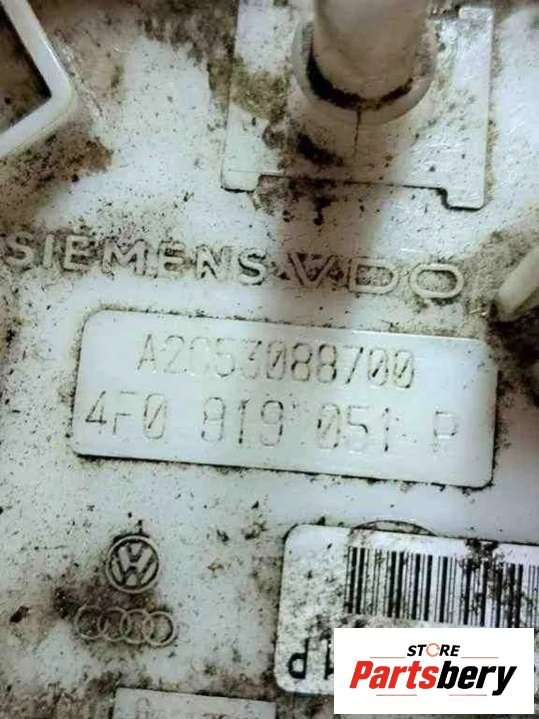 SIEMENS VDO
A2C53088700
4F0 919 051 P
STORE
Partsbery